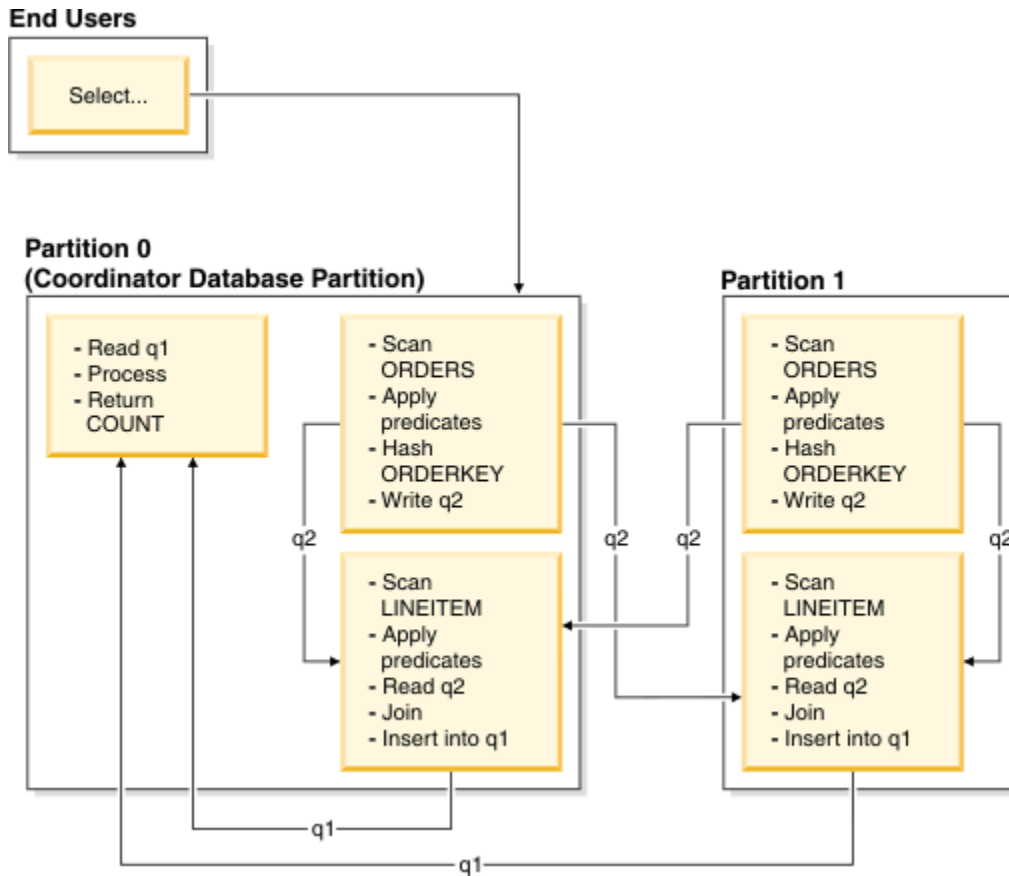 End Users
Select...
Partition 0
(Coordinator Database Partition)
- Read q1
- Process
- Return
COUNT
- Scan
ORDERS
- Apply
predicates
- Hash
ORDERKEY
- Write q2
q2
q2
- Scan
LINEITEM
- Apply
predicates
- Read q2
- Join
- Insert into q1
Partition 1
- Scan
ORDERS
- Apply
predicates
- Hash
ORDERKEY
- Write q2
q2
q2
- Scan
LINEITEM
- Apply
predicates
- Read q2
- Join
- Insert into q1
q1
q1